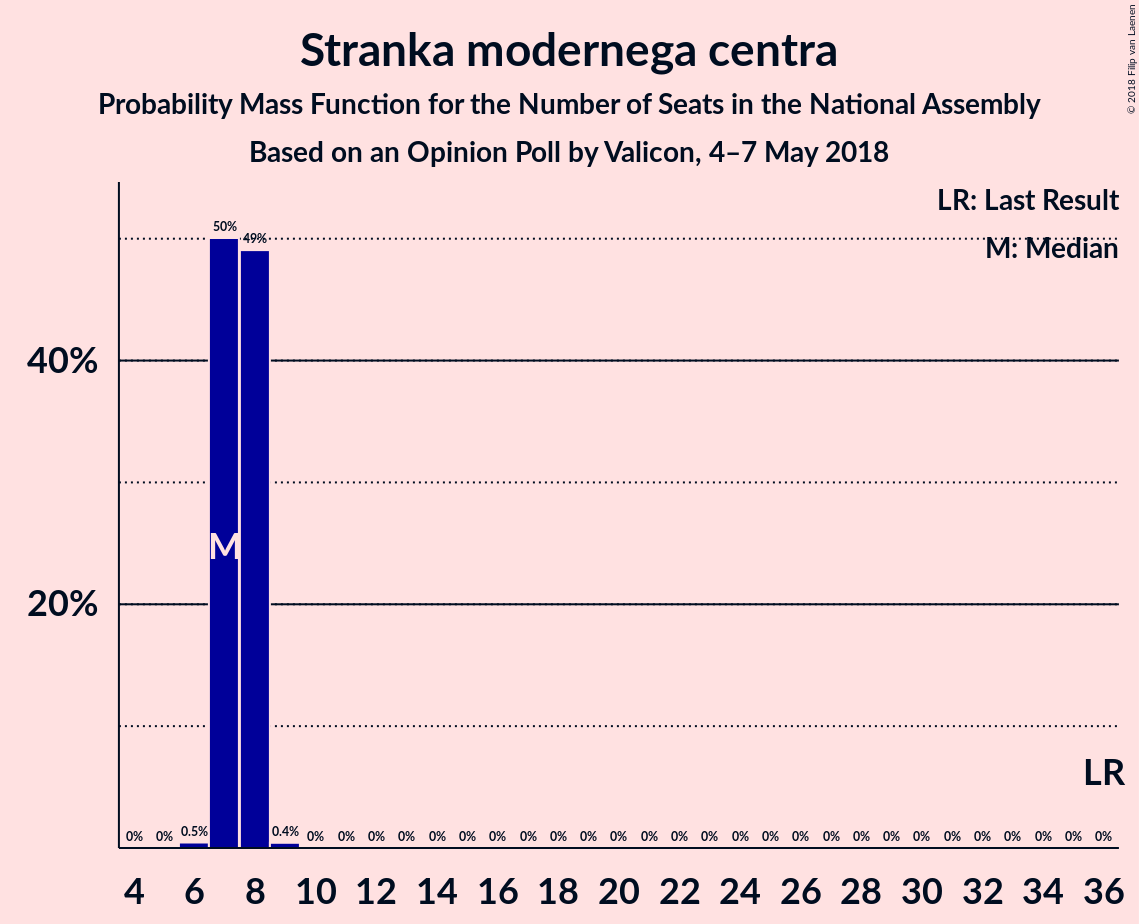 Stranka modernega centra
Probability Mass Function for the Number of Seats in the National Assembly
Based on an Opinion Poll by Valicon, 4–7 May 2018
© 2018 Filip van Laenen
LR: Last Result
M: Median
50%
49%
40%
M
20%
LR
0% 0% 0.5% 0.4% 0% 0% 0% 0% 0% 0% 0% 0% 0% 0% 0% 0% 0% 0% 0% 0% 0% 0% 0% 0% 0% 0% 0% 0% 0% 0% 0%
4 6 8 10 12 14 16 18 20 22 24 26 28 30 32 34 36